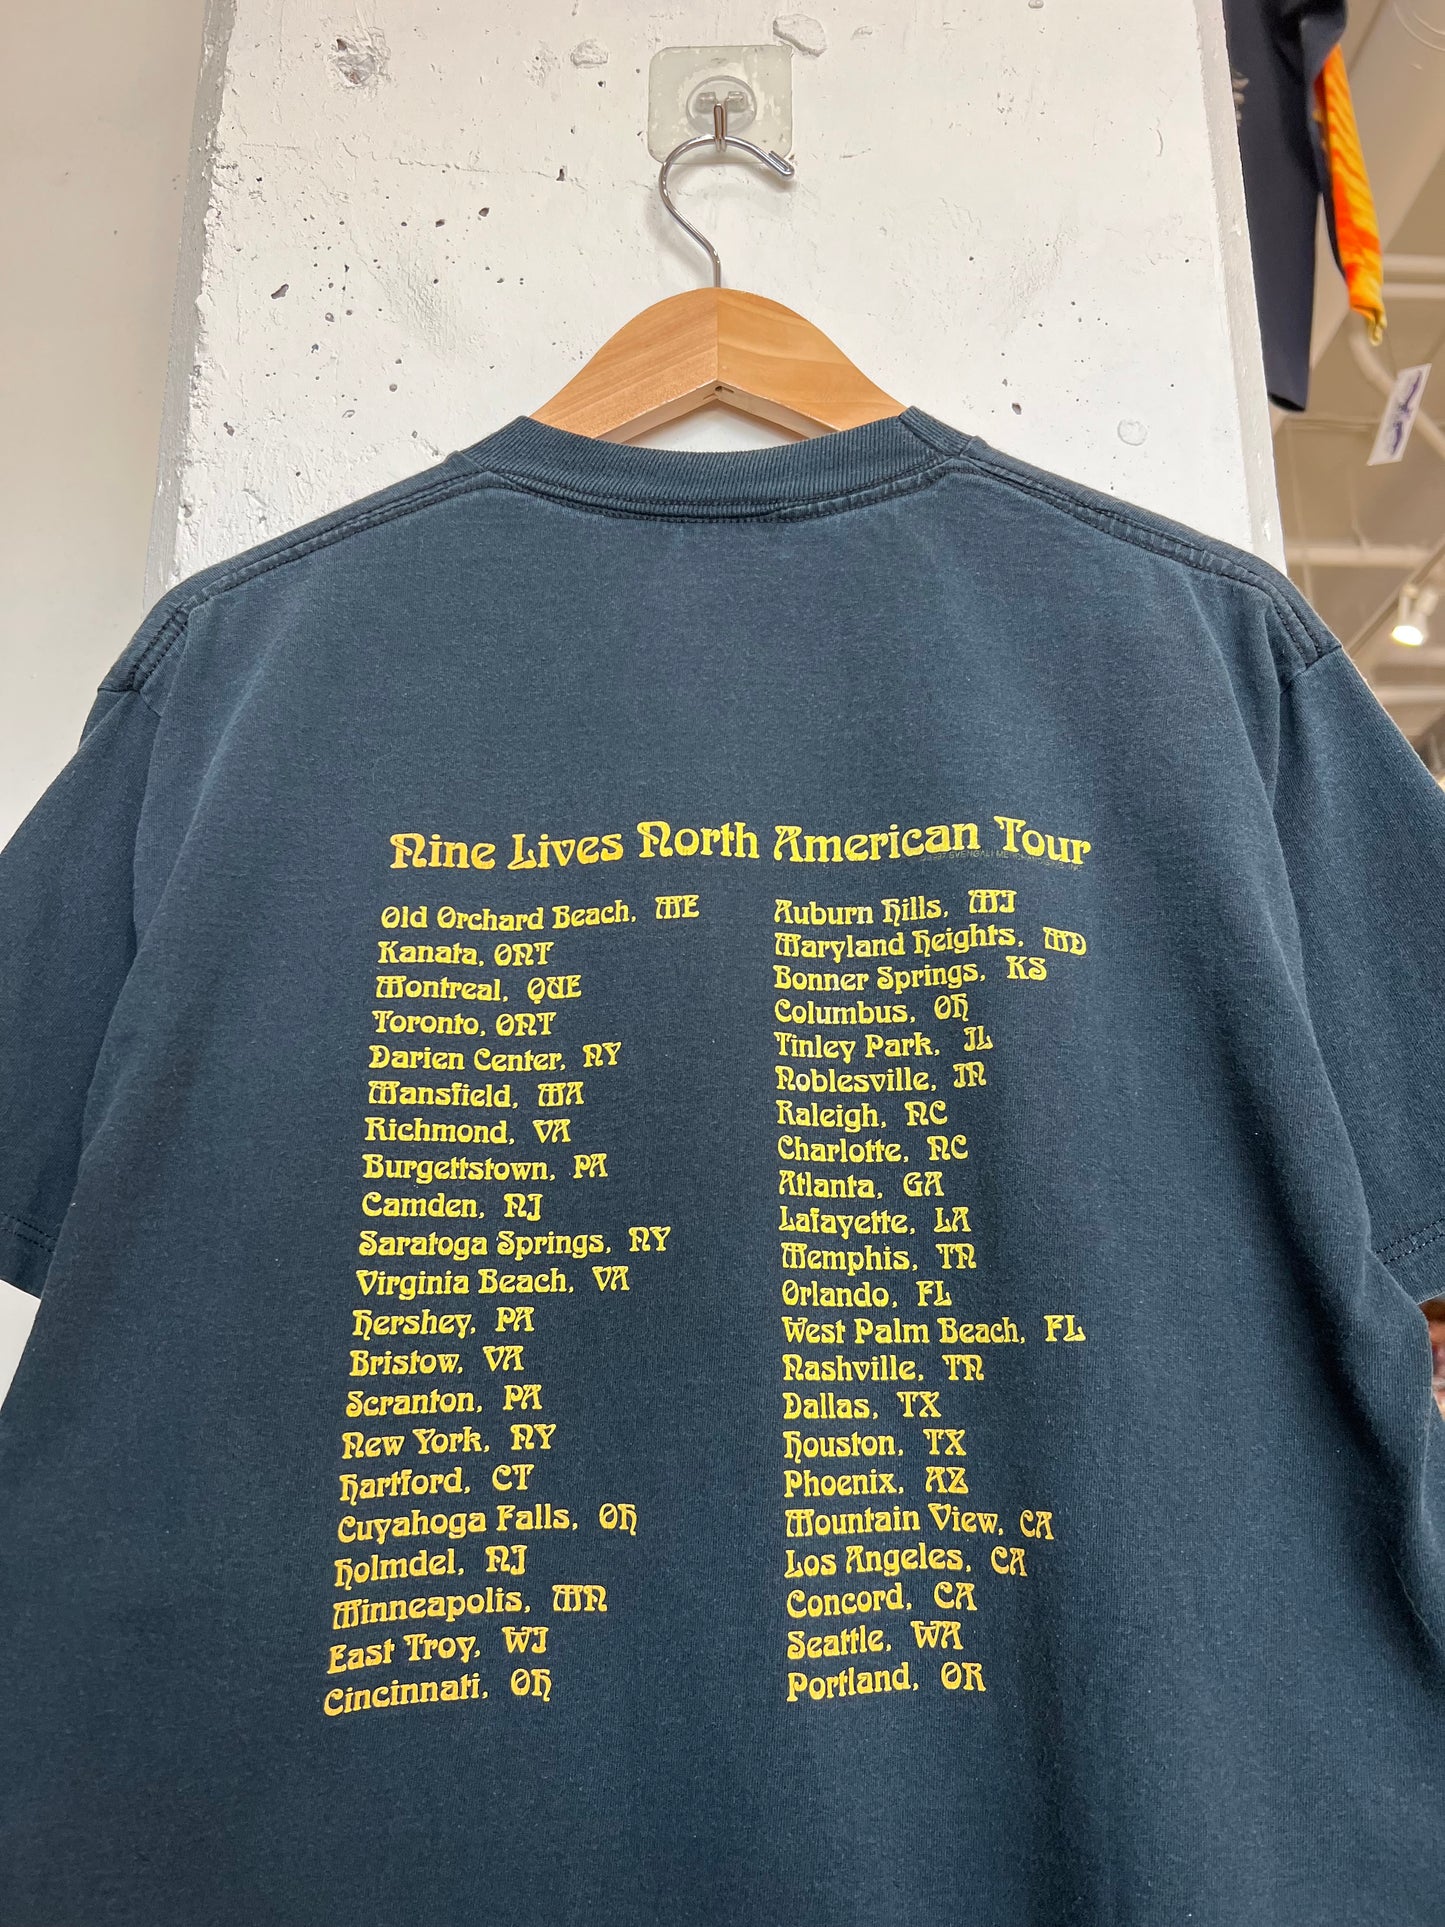 Nine Lives North American Tour
Old Orchard Beach, ME
Kanata, ONT
Montreal, QUE
Toronto, ONT
Darien Center, NY
Mansfield, MA
Richmond, VA
Burgettstown, PA
Camden, NJ
Saratoga Springs, NY
Virginia Beach, VA
Hershey, PA
Bristow, VA
Scranton, PA
New York, NY
Hartford, CT
Cuyahoga Falls, OH
Holmdel, NJ
Minneapolis, MN
East Troy, WI
Cincinnati, OH
Auburn Hills, MI
Maryland Heights, MD
Bonner Springs, KS
Columbus, OH
Tinley Park, IL
Noblesville, IN
Raleigh, NC
Charlotte, NC
Atlanta, GA
Lafayette, LA
Memphis, TN
Orlando, FL
West Palm Beach, FL
Nashville, TN
Dallas, TX
Houston, TX
Phoenix, AZ
Mountain View, CA
Los Angeles, CA
Concord, CA
Seattle, WA
Portland, OR